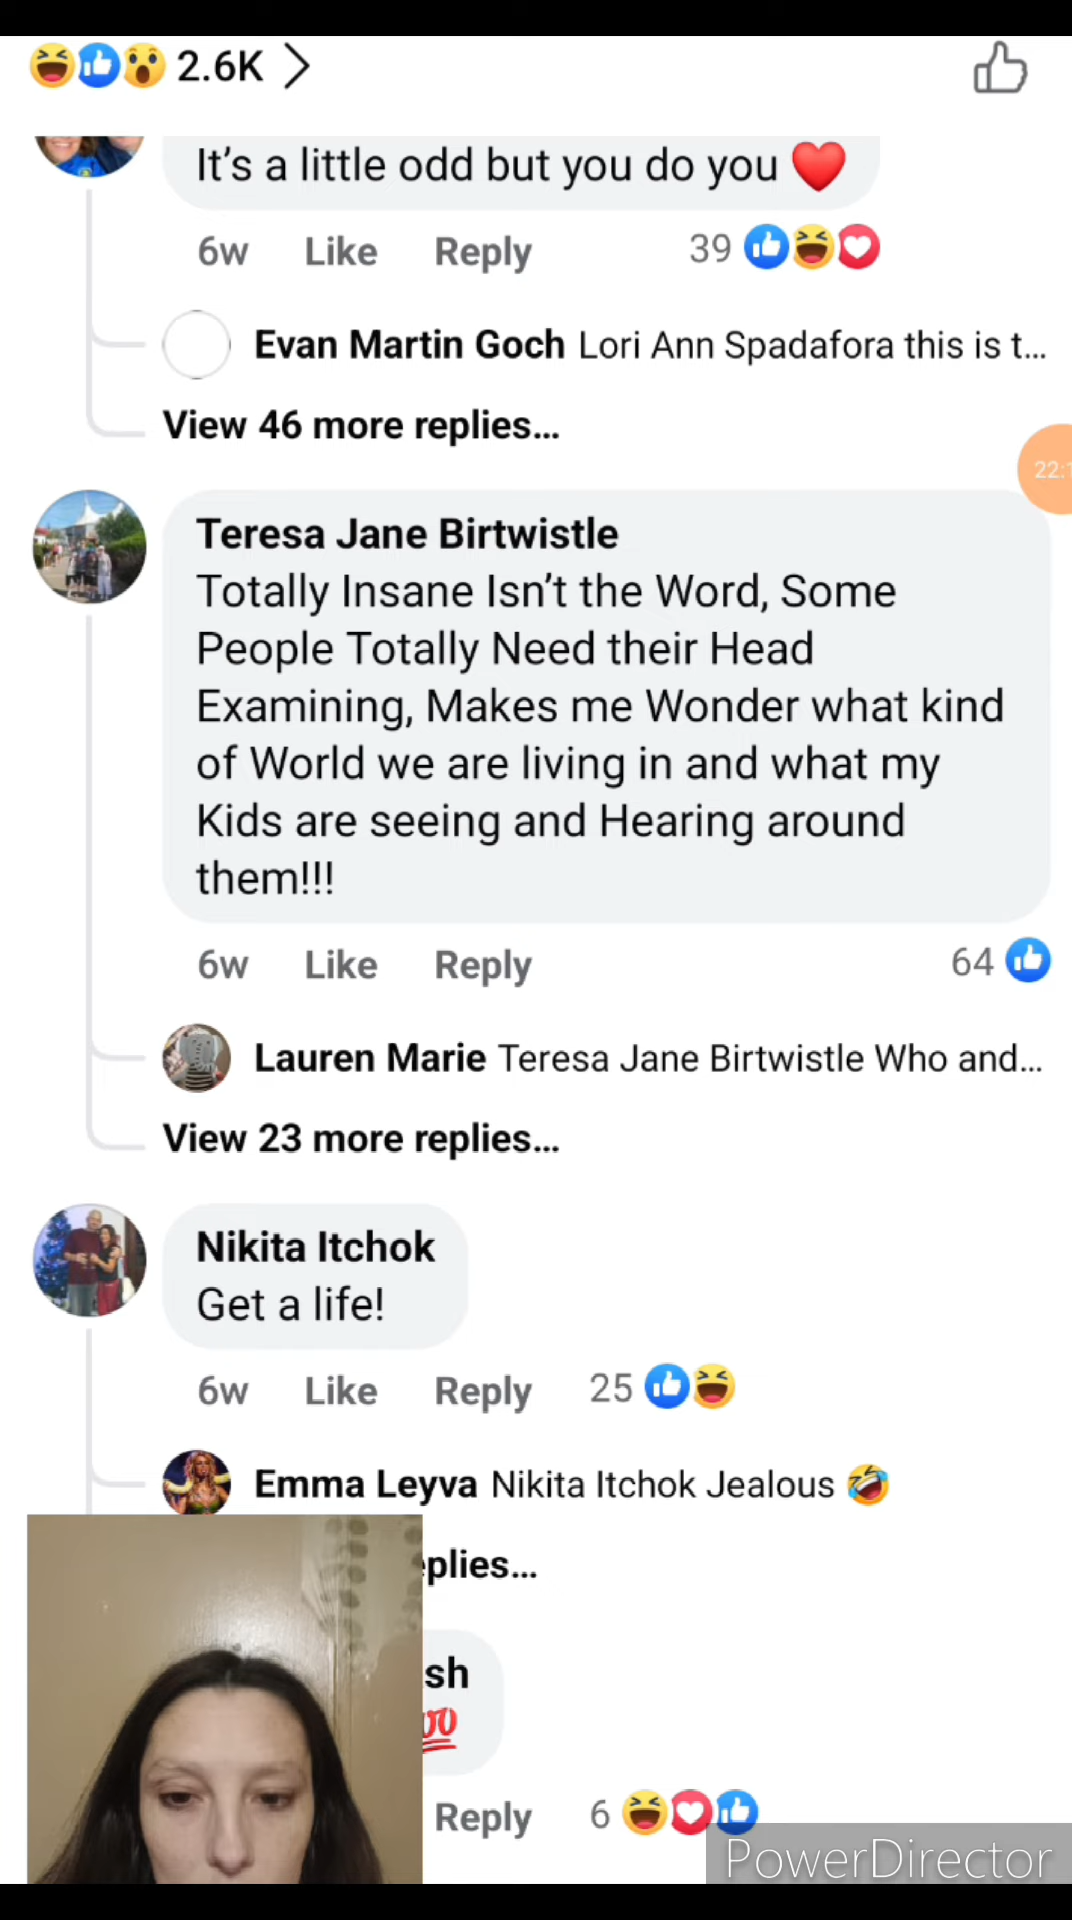 2.6K
It's a little odd but you do you ❤️
6w Like Reply 39
Evan Martin Goch Lori Ann Spadafora this is t...
View 46 more replies...
22:1
Teresa Jane Birtwistle
Totally Insane Isn't the Word, Some
People Totally Need their Head
Examining, Makes me Wonder what kind
of World we are living in and what my
Kids are seeing and Hearing around
them!!!
6w Like Reply 64
Lauren Marie Teresa Jane Birtwistle Who and...
View 23 more replies...
Nikita Itchok
Get a life!
6w Like Reply 25
Emma Leyva Nikita Itchok Jealous 🤣
plies...
sh
💯
Reply 6
PowerDirector